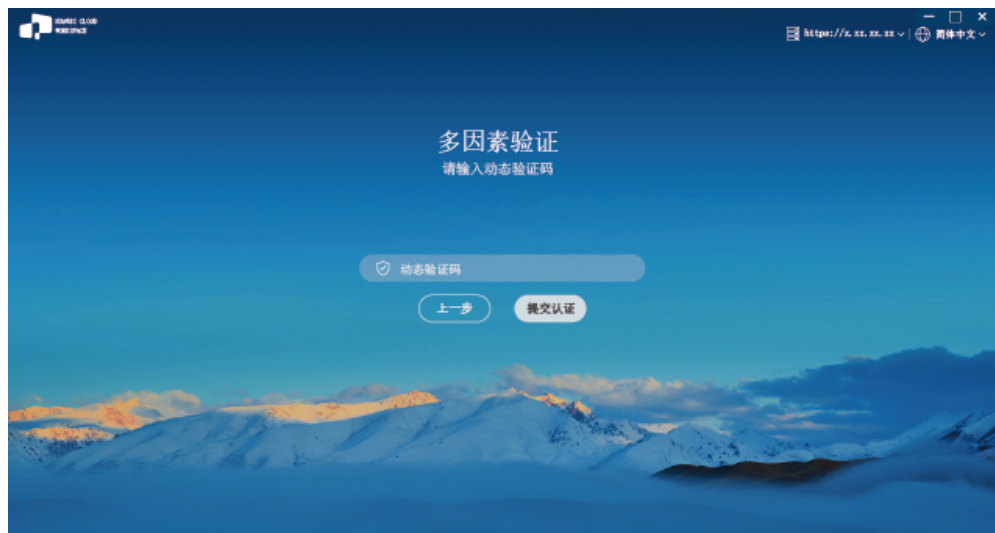 HUAWEI CLOUD
WORKSPACE
https://x.xx.xx.xx
简体中文
多因素验证
请输入动态验证码
动态验证码
上一步
提交认证